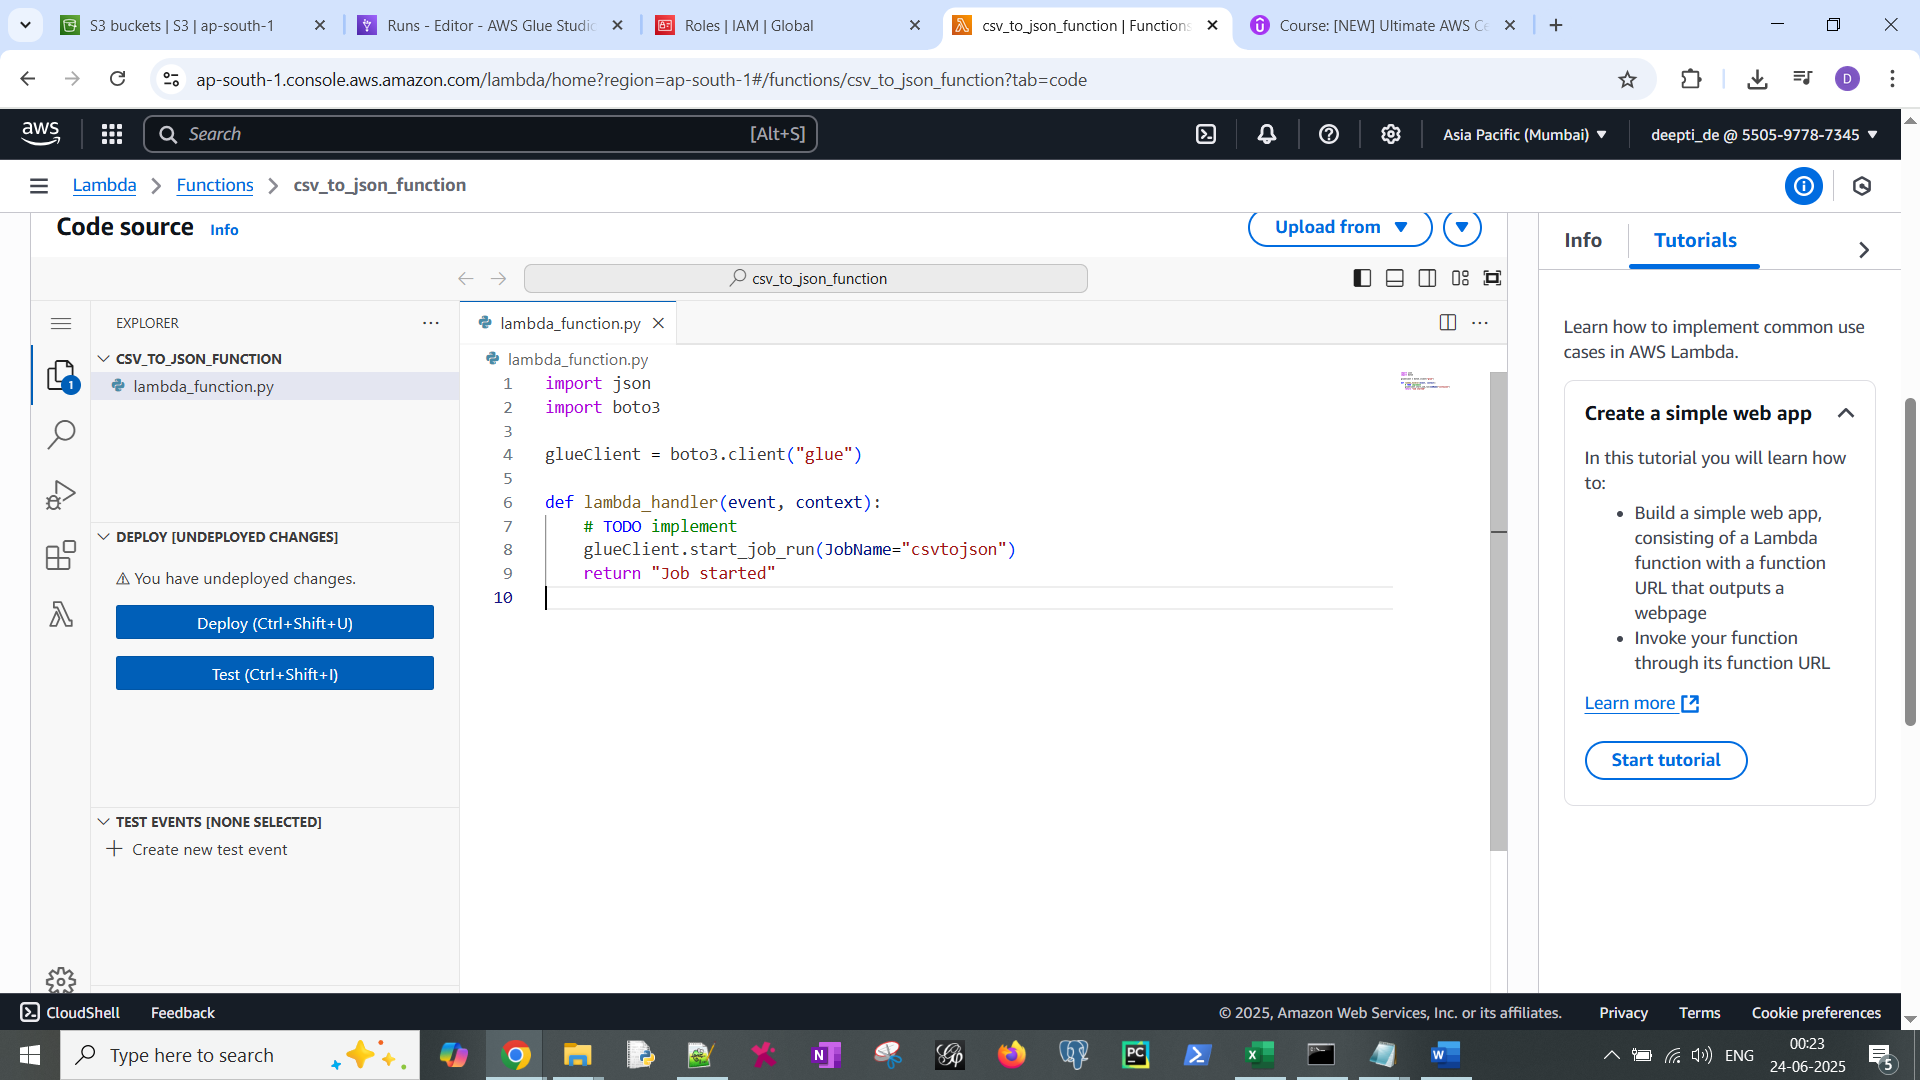 S3 buckets | S3 | ap-south-1
Runs - Editor - AWS Glue Studio
Roles | IAM | Global
csv_to_json_function | Functions
Course: [NEW] Ultimate AWS Ce
ap-south-1.console.aws.amazon.com/lambda/home?region=ap-south-1#/functions/csv_to_json_function?tab=code
D
aws
Search
[Alt+S]
Asia Pacific (Mumbai)
deepti_de @ 5505-9778-7345
Lambda
Functions
csv_to_json_function
Code source
Info
Upload from
Info
Tutorials
csv_to_json_function
EXPLORER
CSV_TO_JSON_FUNCTION
lambda_function.py
1
DEPLOY [UNDEPLOYED CHANGES]
You have undeployed changes.
Deploy (Ctrl+Shift+U)
Test (Ctrl+Shift+I)
TEST EVENTS [NONE SELECTED]
Create new test event
lambda_function.py
lambda_function.py
1 import json
2 import boto3
3
4 glueClient = boto3.client("glue")
5
6 def lambda_handler(event, context):
7 # TODO implement
8 glueClient.start_job_run(JobName="csvtojson")
9 return "Job started"
10
Learn how to implement common use
cases in AWS Lambda.
Create a simple web app
In this tutorial you will learn how
to:
• Build a simple web app,
consisting of a Lambda
function with a function
URL that outputs a
webpage
• Invoke your function
through its function URL
Learn more
Start tutorial
CloudShell
Feedback
© 2025, Amazon Web Services, Inc. or its affiliates.
Privacy
Terms
Cookie preferences
Type here to search
N
PC
X
W
ENG
00:23
24-06-2025
5